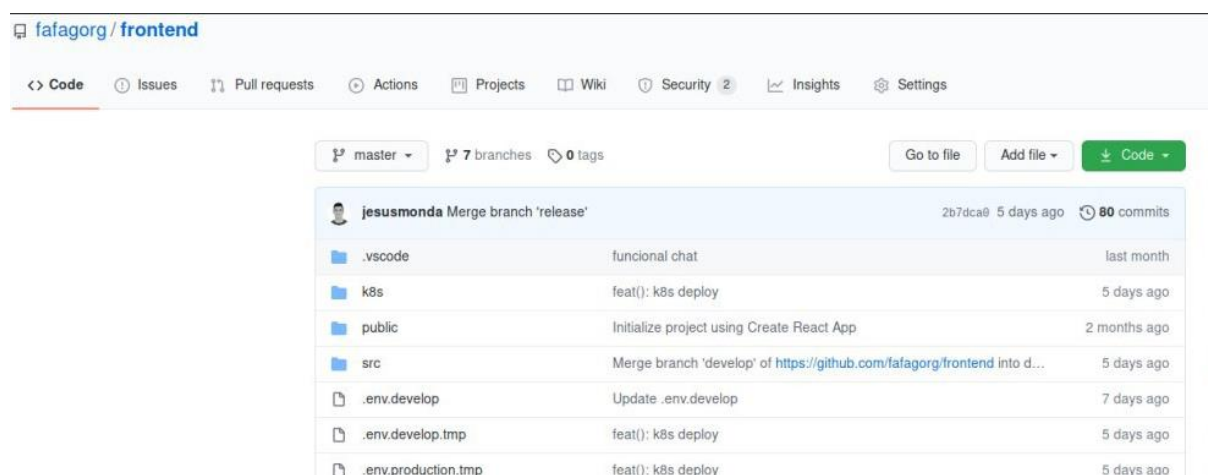 fafagorg / frontend
Code Issues Pull requests Actions Projects Wiki Security 2 Insights Settings
master 7 branches 0 tags Go to file Add file Code
jesusmonda Merge branch 'release' 2b7dca0 5 days ago 80 commits
.vscode funcional chat last month
k8s feat(): k8s deploy 5 days ago
public Initialize project using Create React App 2 months ago
src Merge branch 'develop' of https://github.com/fafagorg/frontend into d... 5 days ago
.env.develop Update .env.develop 7 days ago
.env.develop.tmp feat(): k8s deploy 5 days ago
.env.production.tmp feat(): k8s deploy 5 days ago